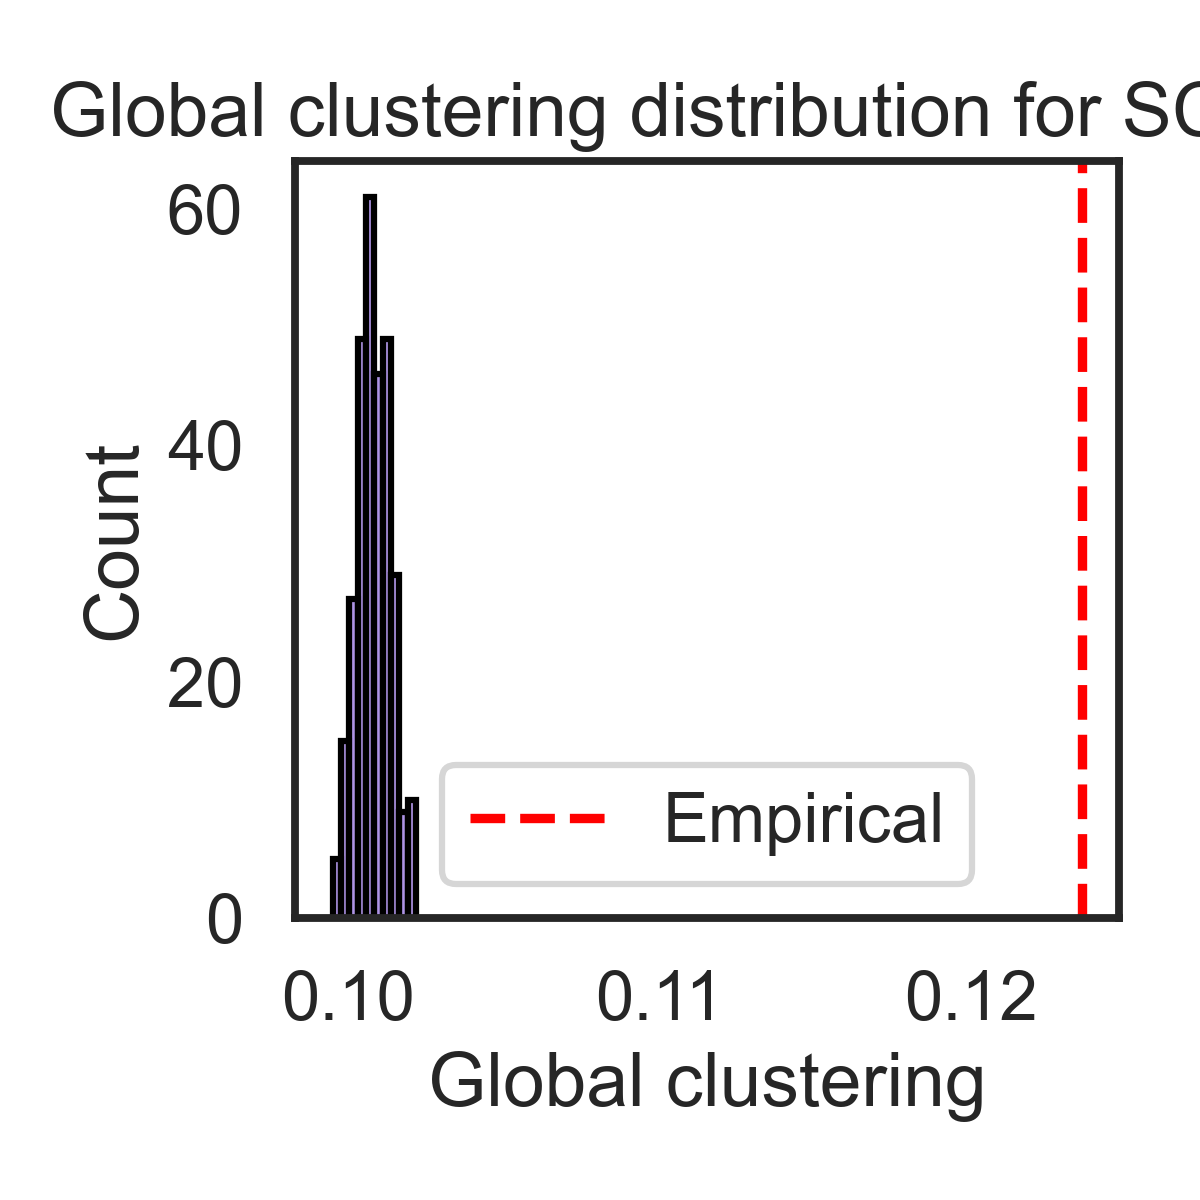 Global clustering distribution for SC
60
40
20
0
Count
Empirical
0.10 0.11 0.12
Global clustering